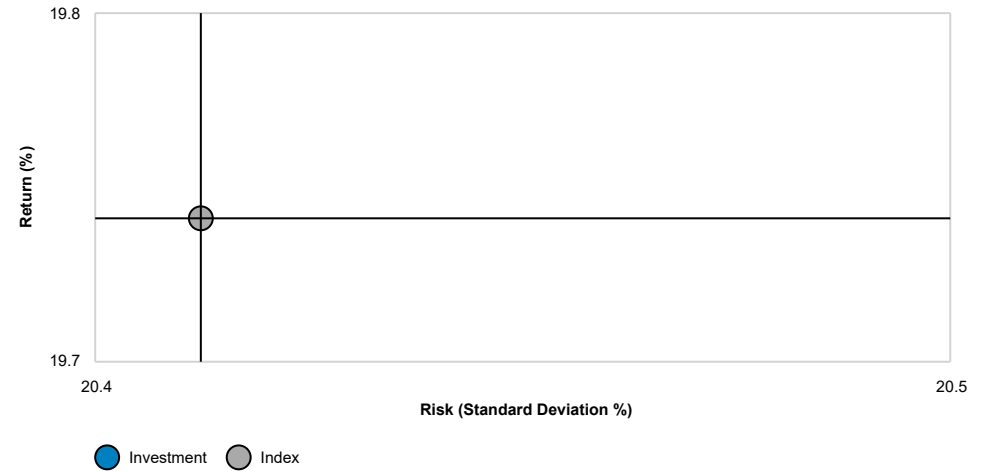 19.8
Return (%)
19.7
20.4
20.5
Risk (Standard Deviation %)
Investment
Index